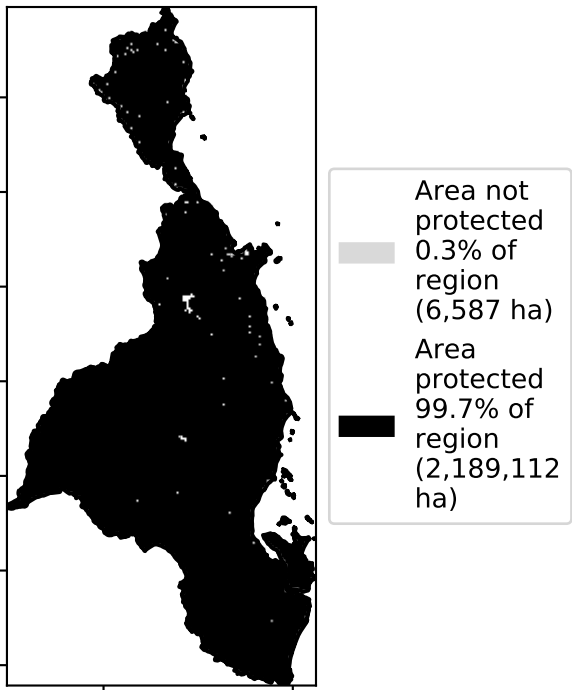 Area not
protected
0.3% of
region
(6,587 ha)
Area
protected
99.7% of
region
(2,189,112
ha)